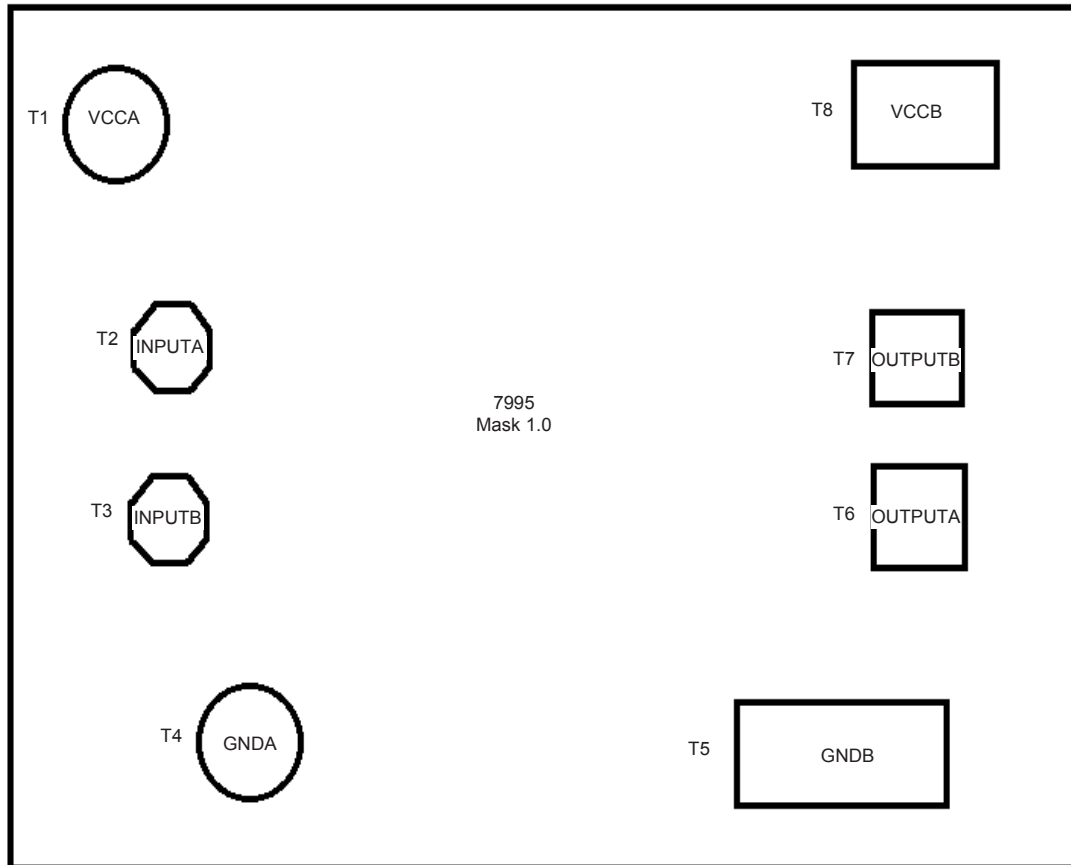 T1
VCCA
T8
VCCB
T2
INPUTA
T7
OUTPUTB
7995
Mask 1.0
T3
INPUTB
T6
OUTPUTA
T4
GNDA
T5
GNDB